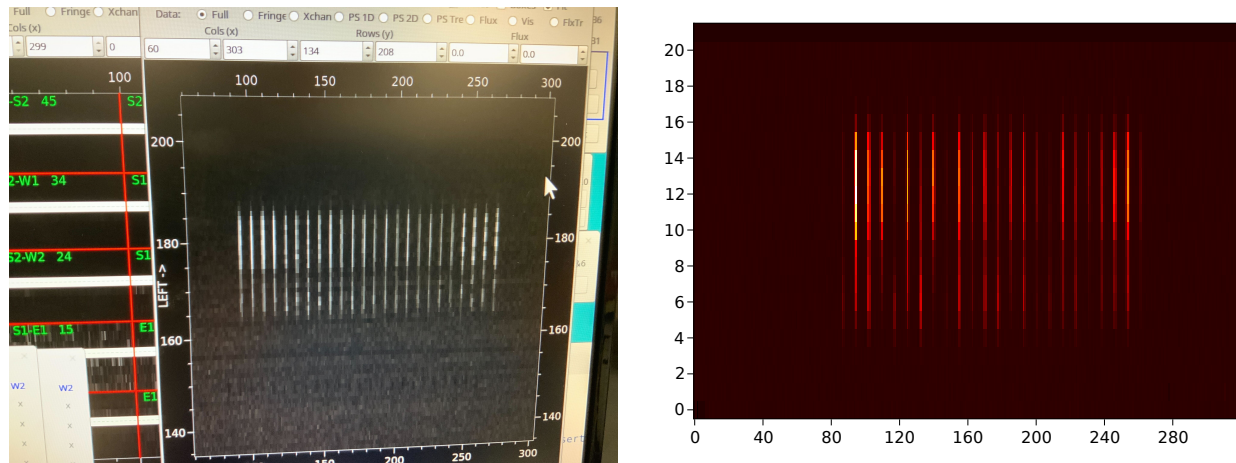 Full Fringe Xchan Data: Full Fringe Xchan PS 1D PS 2D PS Tre Flux Vis FlxTr
Cols (x) Cols (x) Rows (y) Flux
299 0 60 303 134 208 0.0 0.0
36
31
100 100 150 200 250 300
-S2 45 S2
200 200
2-W1 34 S1
180 180
S2-W2 24 S1
LEFT ->
160 160
S1-E1 15 E1
W2 W2
x x
x x
x x
x x
E1
140 140
150 200 250 300
20
18
16
14
12
10
8
6
4
2
0
0 40 80 120 160 200 240 280